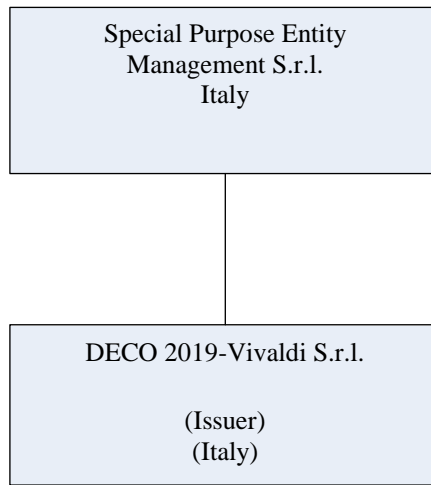 Special Purpose Entity
Management S.r.l.
Italy
DECO 2019-Vivaldi S.r.l.
(Issuer)
(Italy)